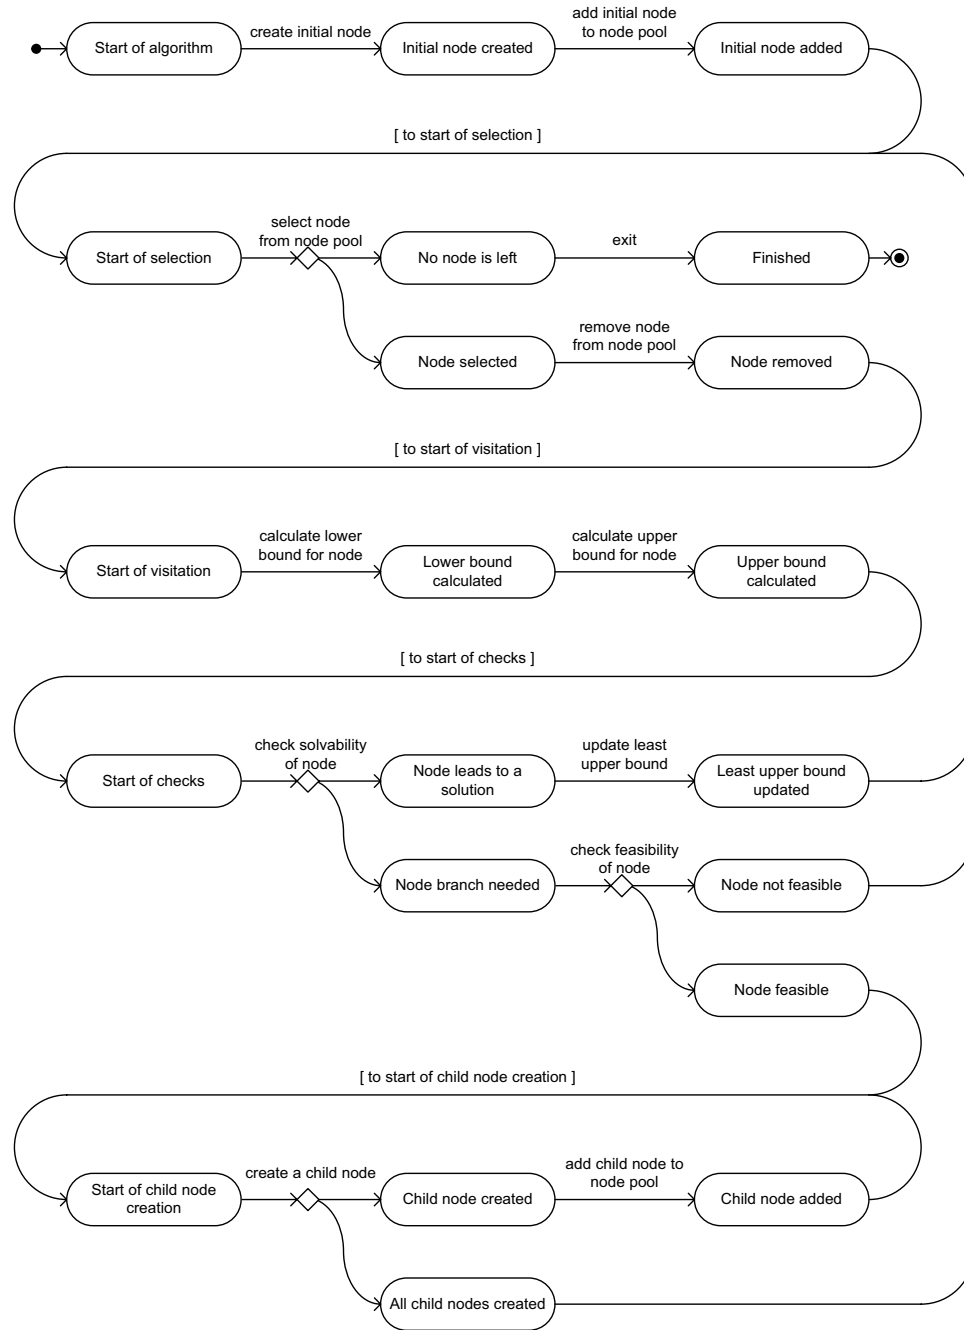 Start of algorithm
create initial node
Initial node created
add initial node
to node pool
Initial node added
[ to start of selection ]
Start of selection
select node
from node pool
No node is left
exit
Finished
Node selected
remove node
from node pool
Node removed
[ to start of visitation ]
Start of visitation
calculate lower
bound for node
Lower bound
calculated
calculate upper
bound for node
Upper bound
calculated
[ to start of checks ]
Start of checks
check solvability
of node
Node leads to a
solution
update least
upper bound
Least upper bound
updated
Node branch needed
check feasibility
of node
Node not feasible
Node feasible
[ to start of child node creation ]
Start of child node
creation
create a child node
Child node created
add child node to
node pool
Child node added
All child nodes created